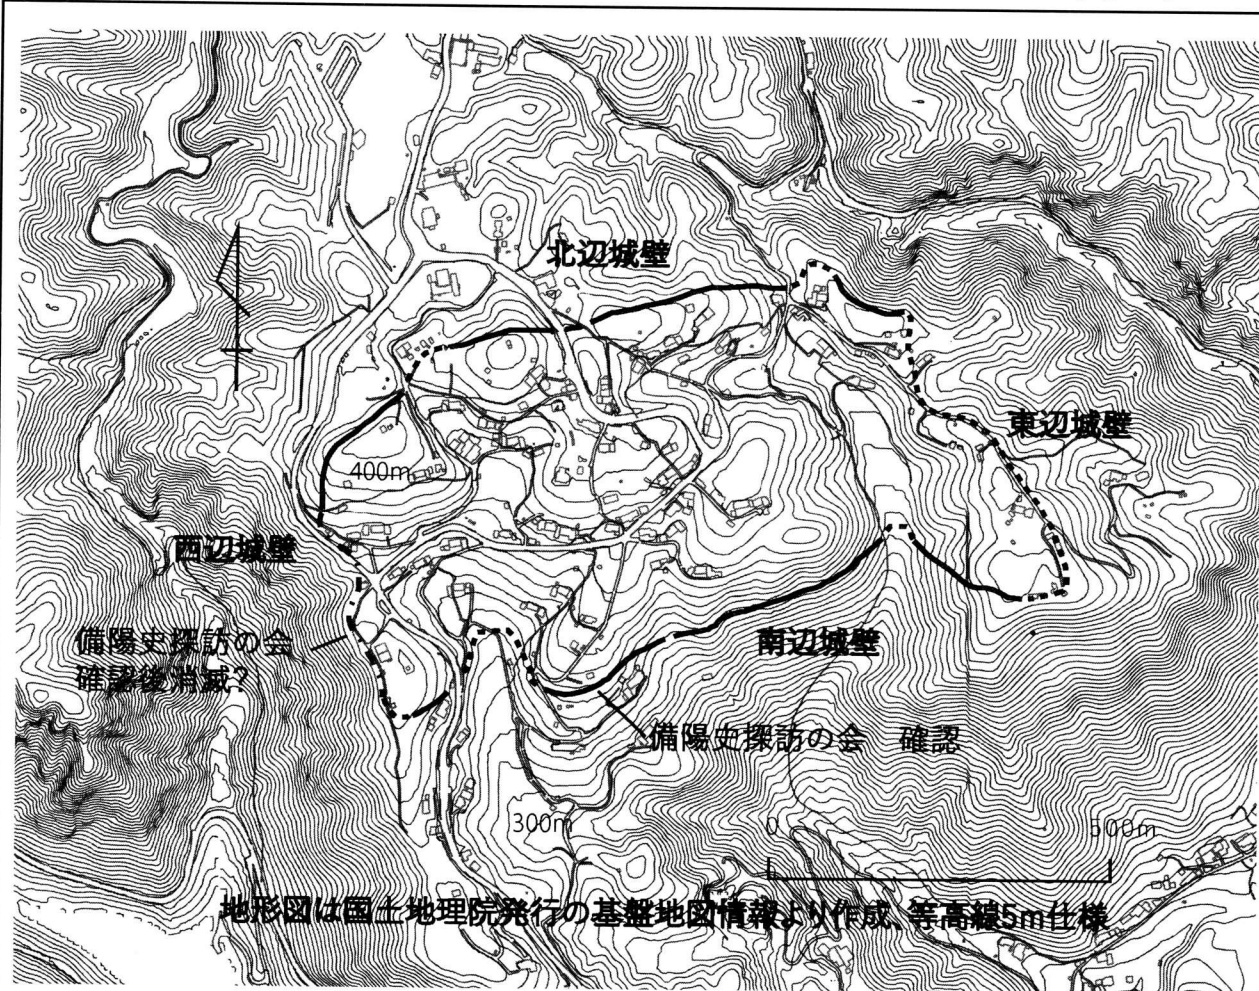 北辺城壁
東辺城壁
400m
西辺城壁
備陽史探訪の会
確認後消滅?
南辺城壁
備陽史探訪の会 確認
300m
0
500m
地形図は国土地理院発行の基盤地図情報より作成、等高線5m仕様